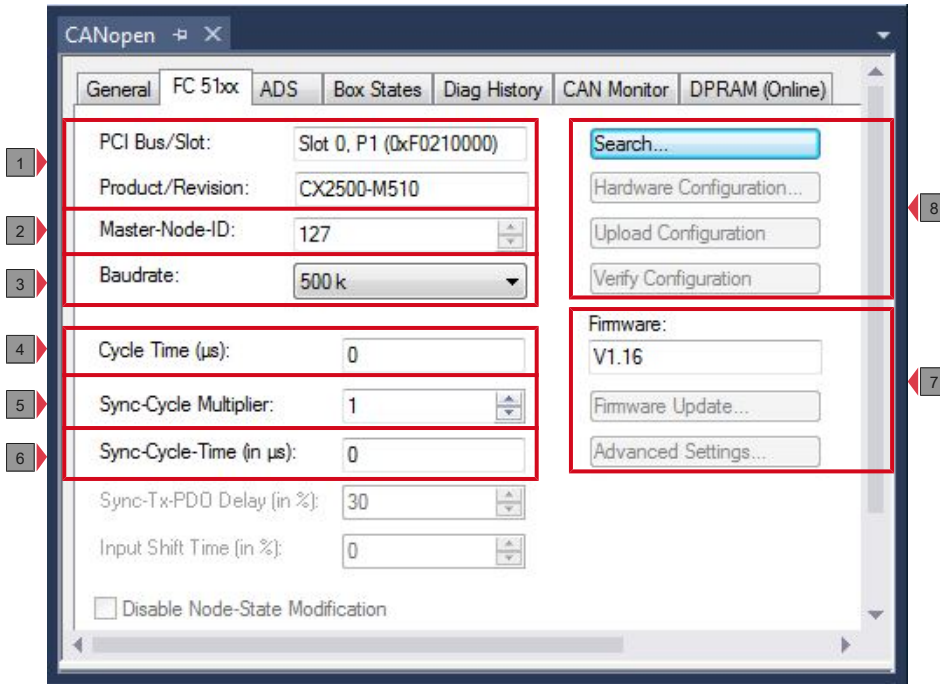 CANopen
General FC 51xx ADS Box States Diag History CAN Monitor DPRAM (Online)
1
PCI Bus/Slot: Slot 0, P1 (0xF0210000)
Product/Revision: CX2500-M510
2
Master-Node-ID: 127
3
Baudrate: 500 k
4
Cycle Time (µs): 0
5
Sync-Cycle Multiplier: 1
6
Sync-Cycle-Time (in µs): 0
Sync-Tx-PDO Delay (in %): 30
Input Shift Time (in %): 0
Disable Node-State Modification
Search...
Hardware Configuration...
Upload Configuration
Verify Configuration
8
Firmware:
V1.16
Firmware Update...
Advanced Settings...
7